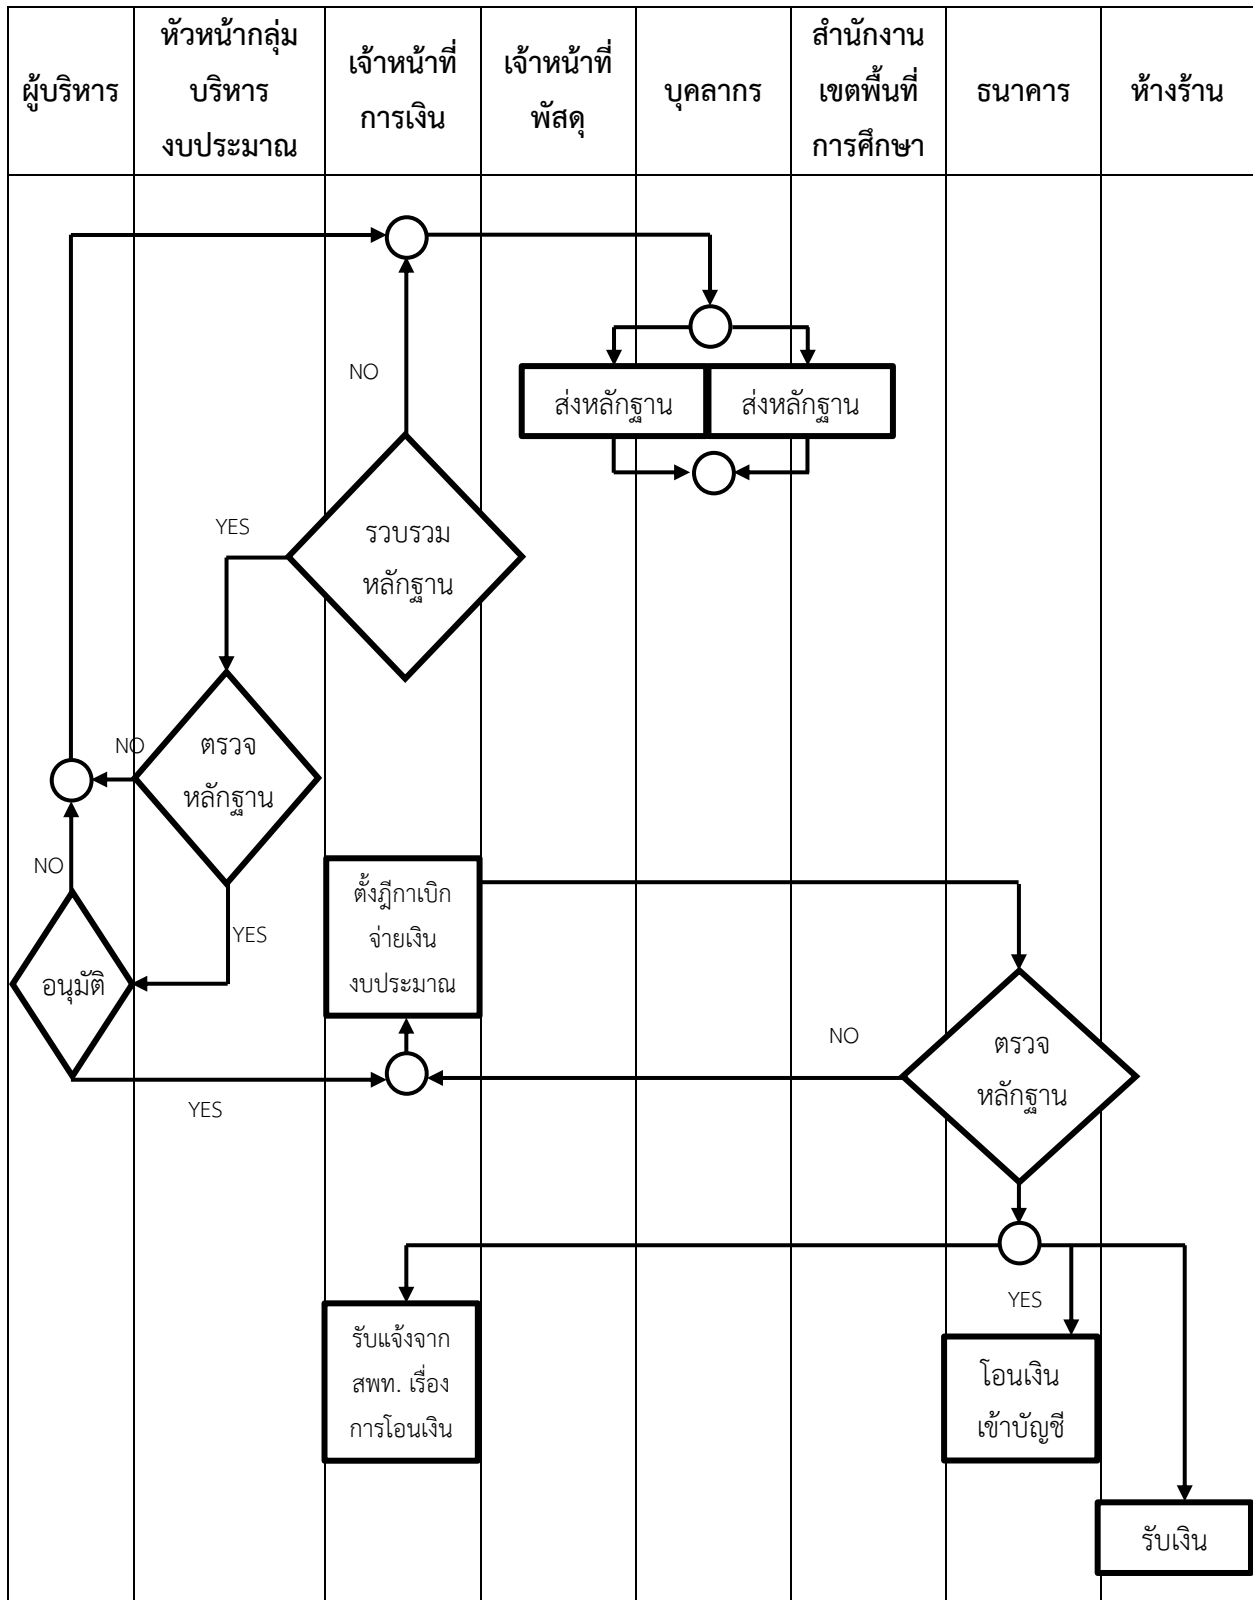 ผู้บริหาร
หัวหน้ากลุ่ม
บริหาร
งบประมาณ
เจ้าหน้าที่
การเงิน
เจ้าหน้าที่
พัสดุ
บุคลากร
สำนักงาน
เขตพื้นที่
การศึกษา
ธนาคาร
ห้างร้าน
NO
ส่งหลักฐาน
ส่งหลักฐาน
YES
รวบรวม
หลักฐาน
NO
ตรวจ
หลักฐาน
NO
YES
อนุมัติ
ตั้งฎีกาเบิก
จ่ายเงิน
งบประมาณ
NO
ตรวจ
หลักฐาน
YES
YES
รับแจ้งจาก
สพท. เรื่อง
การโอนเงิน
โอนเงิน
เข้าบัญชี
รับเงิน